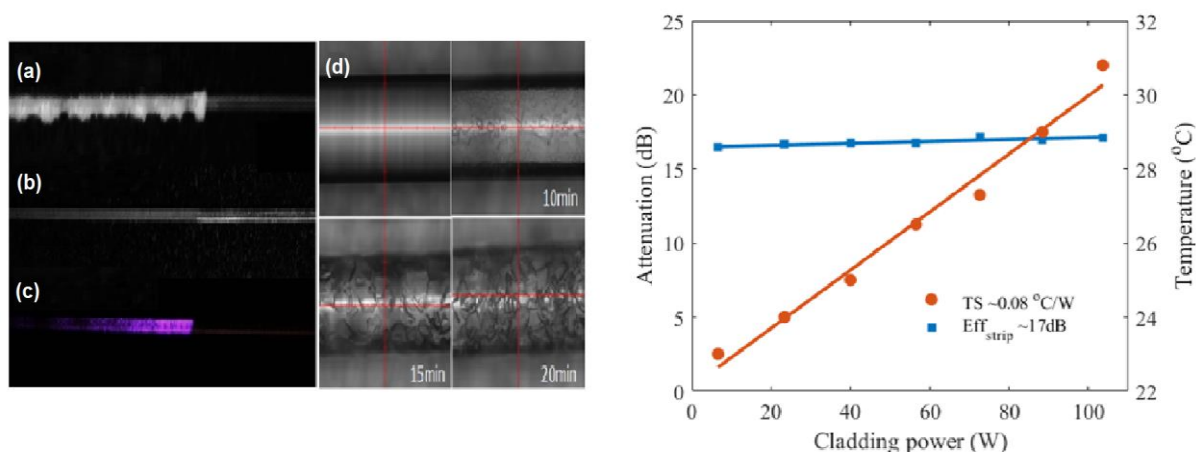 (a)
(b)
(c)
(d)
10min
15min
20min
25
20
15
10
5
0
Attenuation (dB)
32
30
28
26
24
22
Temperature (°C)
TS ~0.08 °C/W
Eff_strip ~17dB
0 20 40 60 80 100
Cladding power (W)